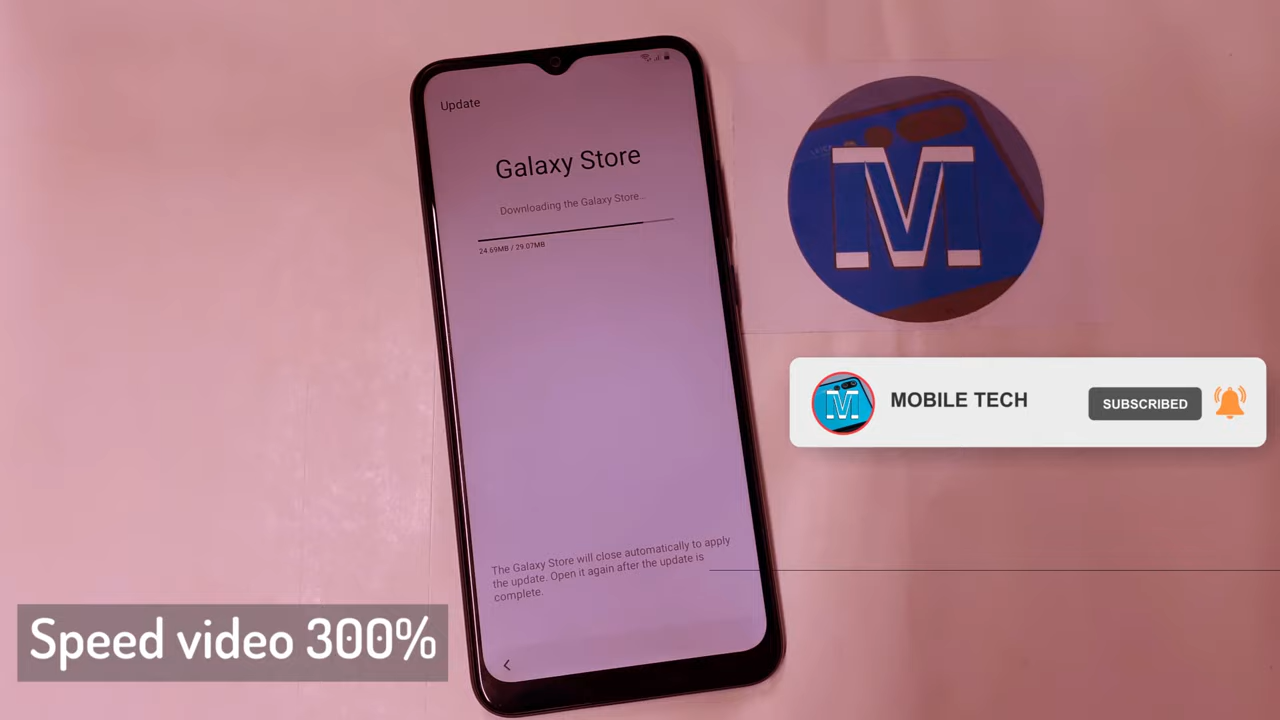 Update
Galaxy Store
Downloading the Galaxy Store...
24.69MB / 29.07MB
The Galaxy Store will close automatically to apply
the update. Open it again after the update is
complete.
M
M
MOBILE TECH
SUBSCRIBED
Speed video 300%